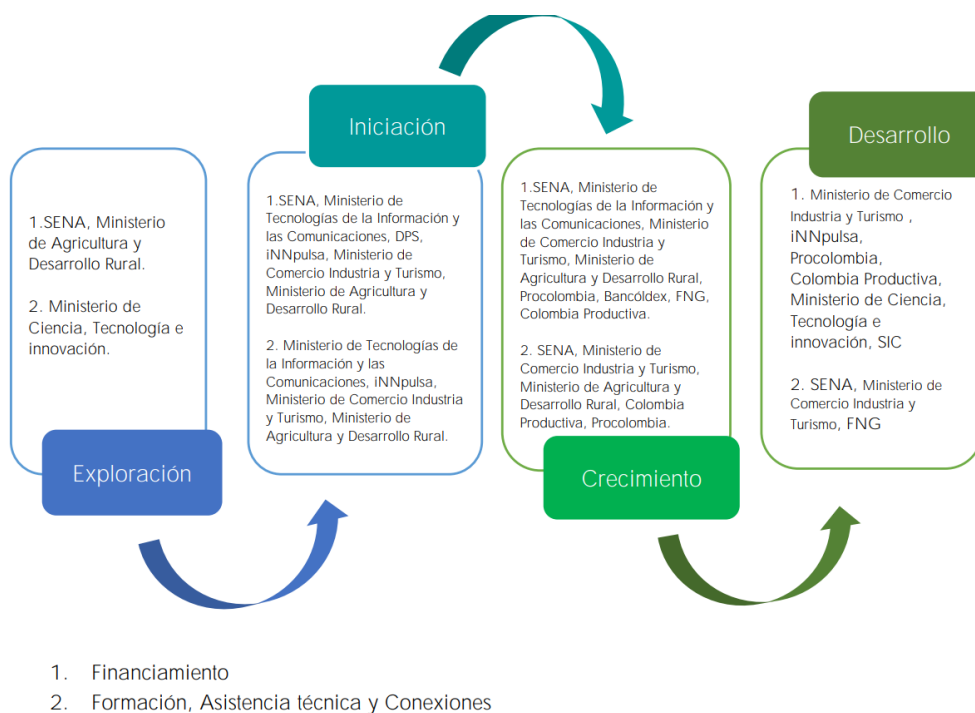 1.SENA, Ministerio
de Agricultura y
Desarrollo Rural.
2. Ministerio de
Ciencia, Tecnología e
innovación.
Exploración
Iniciación
1.SENA, Ministerio de
Tecnologías de la Información y
las Comunicaciones, DPS,
iNNpulsa, Ministerio de
Comercio Industria y Turismo,
Ministerio de Agricultura y
Desarrollo Rural.
2. Ministerio de Tecnologías de
la Información y las
Comunicaciones, iNNpulsa,
Ministerio de Comercio Industria
y Turismo, Ministerio de
Agricultura y Desarrollo Rural.
1.SENA, Ministerio de
Tecnologías de la Información y
las Comunicaciones, Ministerio
de Comercio Industria y
Turismo, Ministerio de
Agricultura y Desarrollo Rural,
Procolombia, Bancóldex, FNG,
Colombia Productiva.
2. SENA, Ministerio de
Comercio Industria y Turismo,
Ministerio de Agricultura y
Desarrollo Rural, Colombia
Productiva, Procolombia.
Crecimiento
Desarrollo
1. Ministerio de Comercio
Industria y Turismo ,
iNNpulsa,
Procolombia,
Colombia Productiva,
Ministerio de Ciencia,
Tecnología e
innovación, SIC
2. SENA, Ministerio de
Comercio Industria y
Turismo, FNG
1. Financiamiento
2. Formación, Asistencia técnica y Conexiones